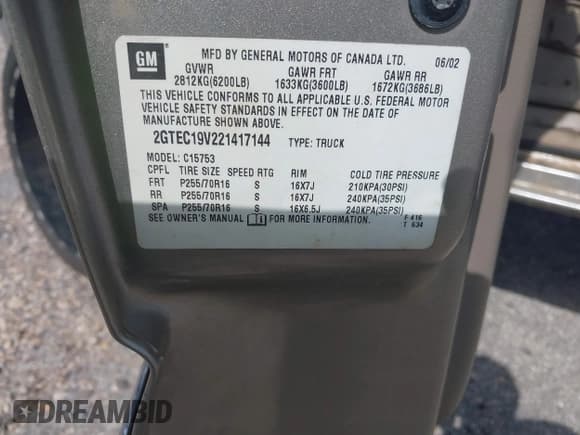 GM
MFD BY GENERAL MOTORS OF CANADA LTD. 06/02
GVWR GAWR FRT GAWR RR
2812KG(6200LB) 1633KG(3600LB) 1672KG(3686LB)
THIS VEHICLE CONFORMS TO ALL APPLICABLE U.S. FEDERAL MOTOR
VEHICLE SAFETY STANDARDS IN EFFECT ON THE DATE OF
MANUFACTURE SHOWN ABOVE.
2GTEC19V221417144 TYPE: TRUCK
MODEL: C15753
CPFL TIRE SIZE SPEED RTG RIM COLD TIRE PRESSURE
FRT P255/70R16 S 16X7J 210KPA(30PSI)
RR P255/70R16 S 16X7J 240KPA(35PSI)
SPA P255/70R16 S 16X6.5J 240KPA(35PSI)
SEE OWNER'S MANUAL FOR MORE INFORMATION.
F 416
T 634
DREAMBID